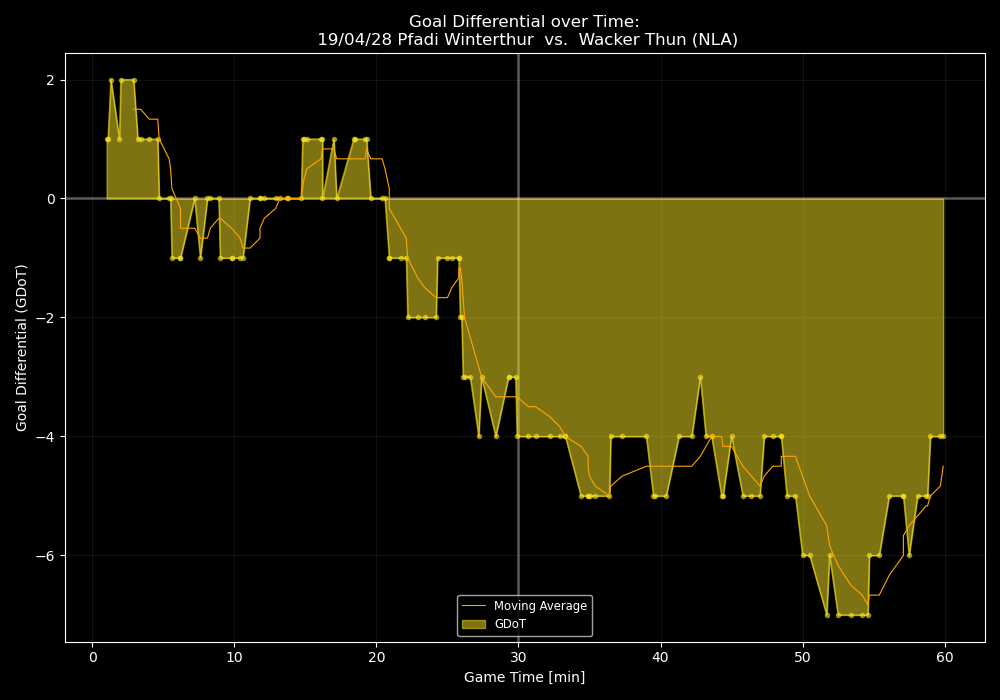 Goal Differential over Time:
19/04/28 Pfadi Winterthur  vs.  Wacker Thun (NLA)
Goal Differential (GDoT)
2
0
−2
−4
−6
Moving Average
GDoT
0 10 20 30 40 50 60
Game Time [min]